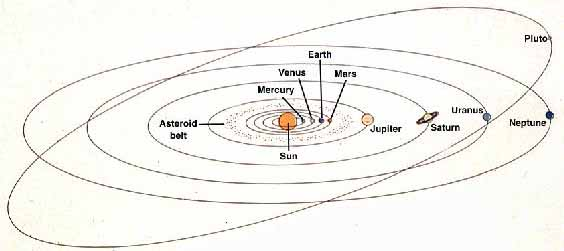 Pluto
Earth
Venus
Mars
Mercury
Asteroid
belt
Jupiter
Saturn
Uranus
Neptune
Sun